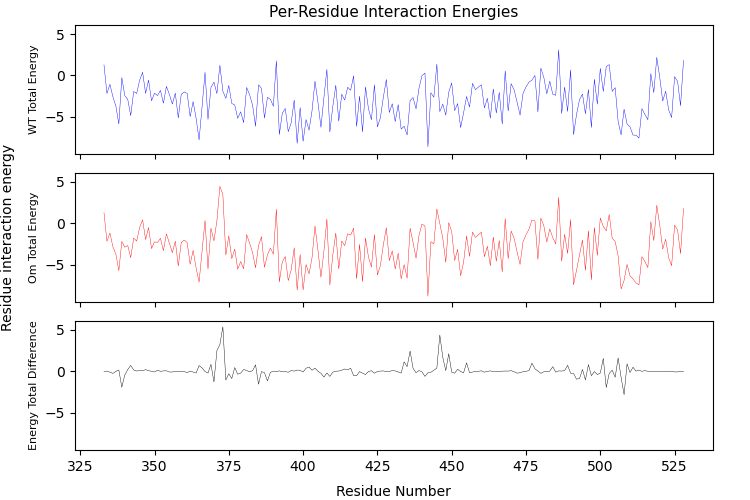 Per-Residue Interaction Energies
Residue interaction energy
WT Total Energy
5
0
−5
Om Total Energy
5
0
−5
Energy Total Difference
5
0
−5
325 350 375 400 425 450 475 500 525
Residue Number